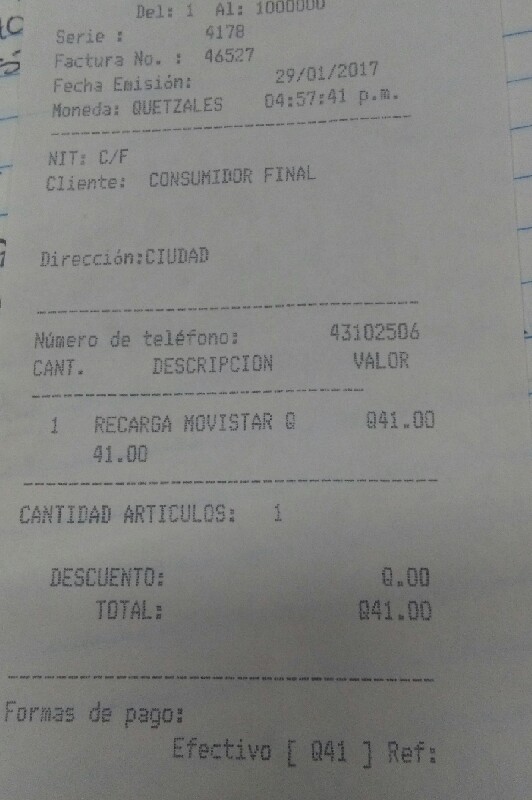 Del: 1 Al: 1000000
Serie : 4178
Factura No. : 46527
Fecha Emisión: 29/01/2017
Moneda: QUETZALES 04:57:41 p.m.
NIT: C/F
Cliente: CONSUMIDOR FINAL
Dirección:CIUDAD
Número de teléfono: 43102506
CANT. DESCRIPCION VALOR
1 RECARGA MOVISTAR Q Q41.00
41.00
CANTIDAD ARTICULOS: 1
DESCUENTO: Q.00
TOTAL: Q41.00
Formas de pago:
Efectivo [ Q41 ] Ref: